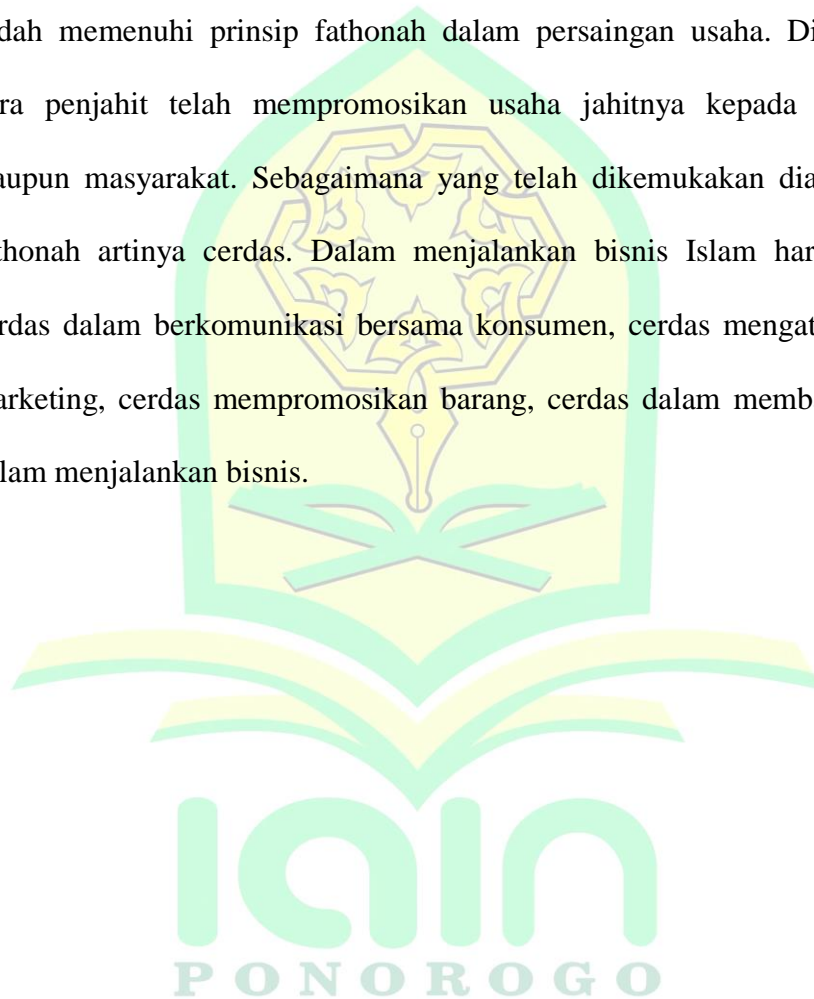 dah memenuhi prinsip fathonah dalam persaingan usaha. Di
ra penjahit telah mempromosikan usaha jahitnya kepada
aupun masyarakat. Sebagaimana yang telah dikemukakan dia
thonah artinya cerdas. Dalam menjalankan bisnis Islam har
rdas dalam berkomunikasi bersama konsumen, cerdas mengat
arketing, cerdas mempromosikan barang, cerdas dalam memb
lam menjalankan bisnis.
iain
PONOROGO